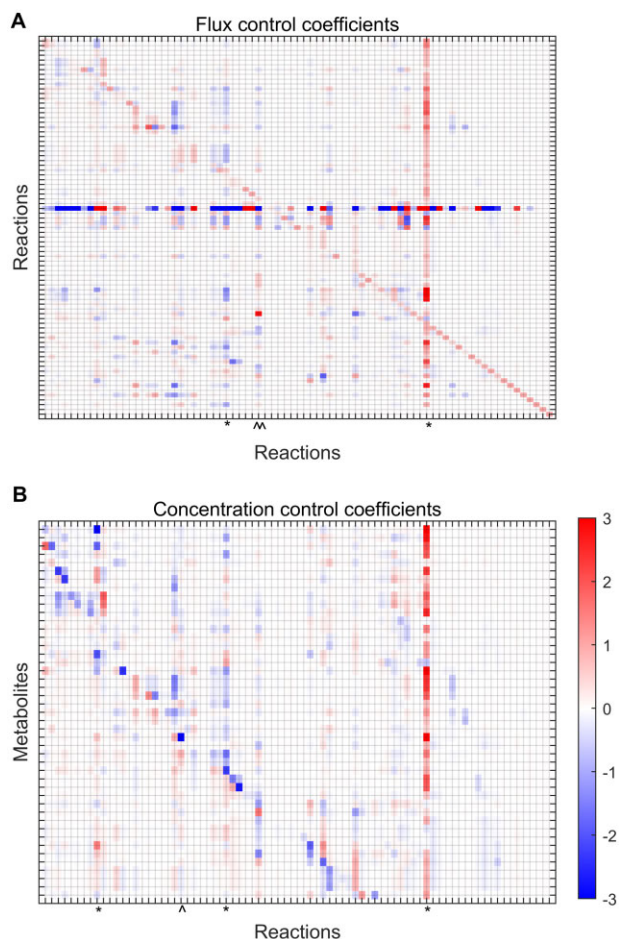 A
Flux control coefficients
Reactions
* ^^ *
Reactions
B
Concentration control coefficients
Metabolites
* ^ * *
Reactions
3
2
1
0
-1
-2
-3